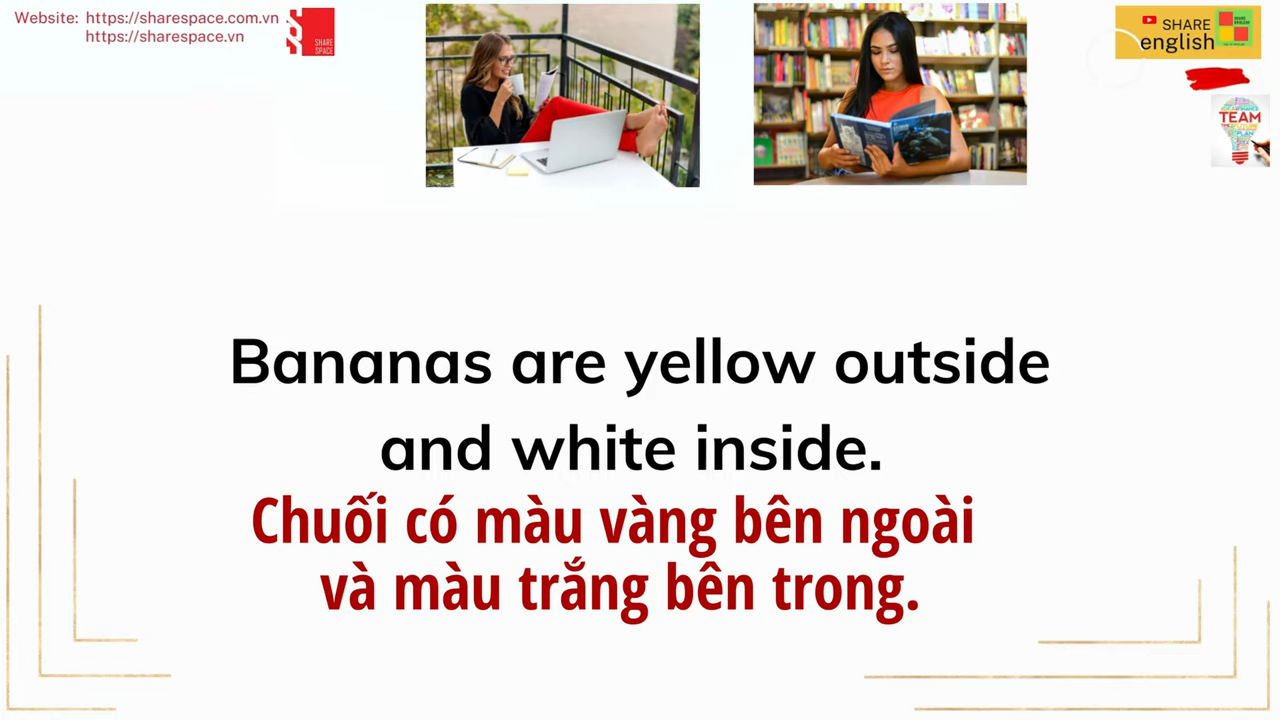 Website: https://sharespace.com.vn
https://sharespace.vn
SHARE
SPACE
SHARE
english
TEAM
Bananas are yellow outside
and white inside.
Chuối có màu vàng bên ngoài
và màu trắng bên trong.